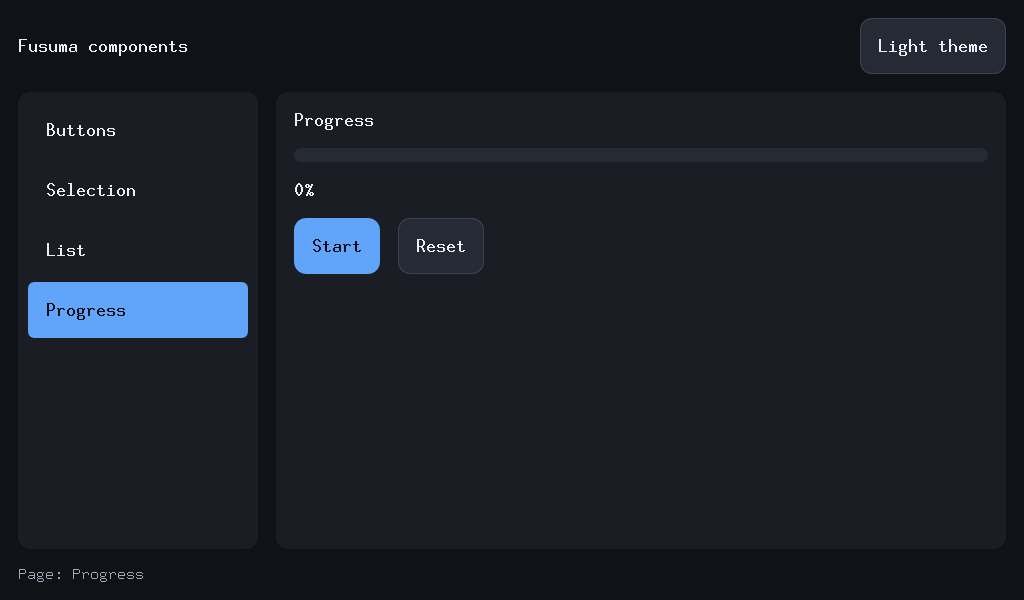 Fusuma components
Light theme
Buttons
Selection
List
Progress
Progress
0%
Start
Reset
Page: Progress